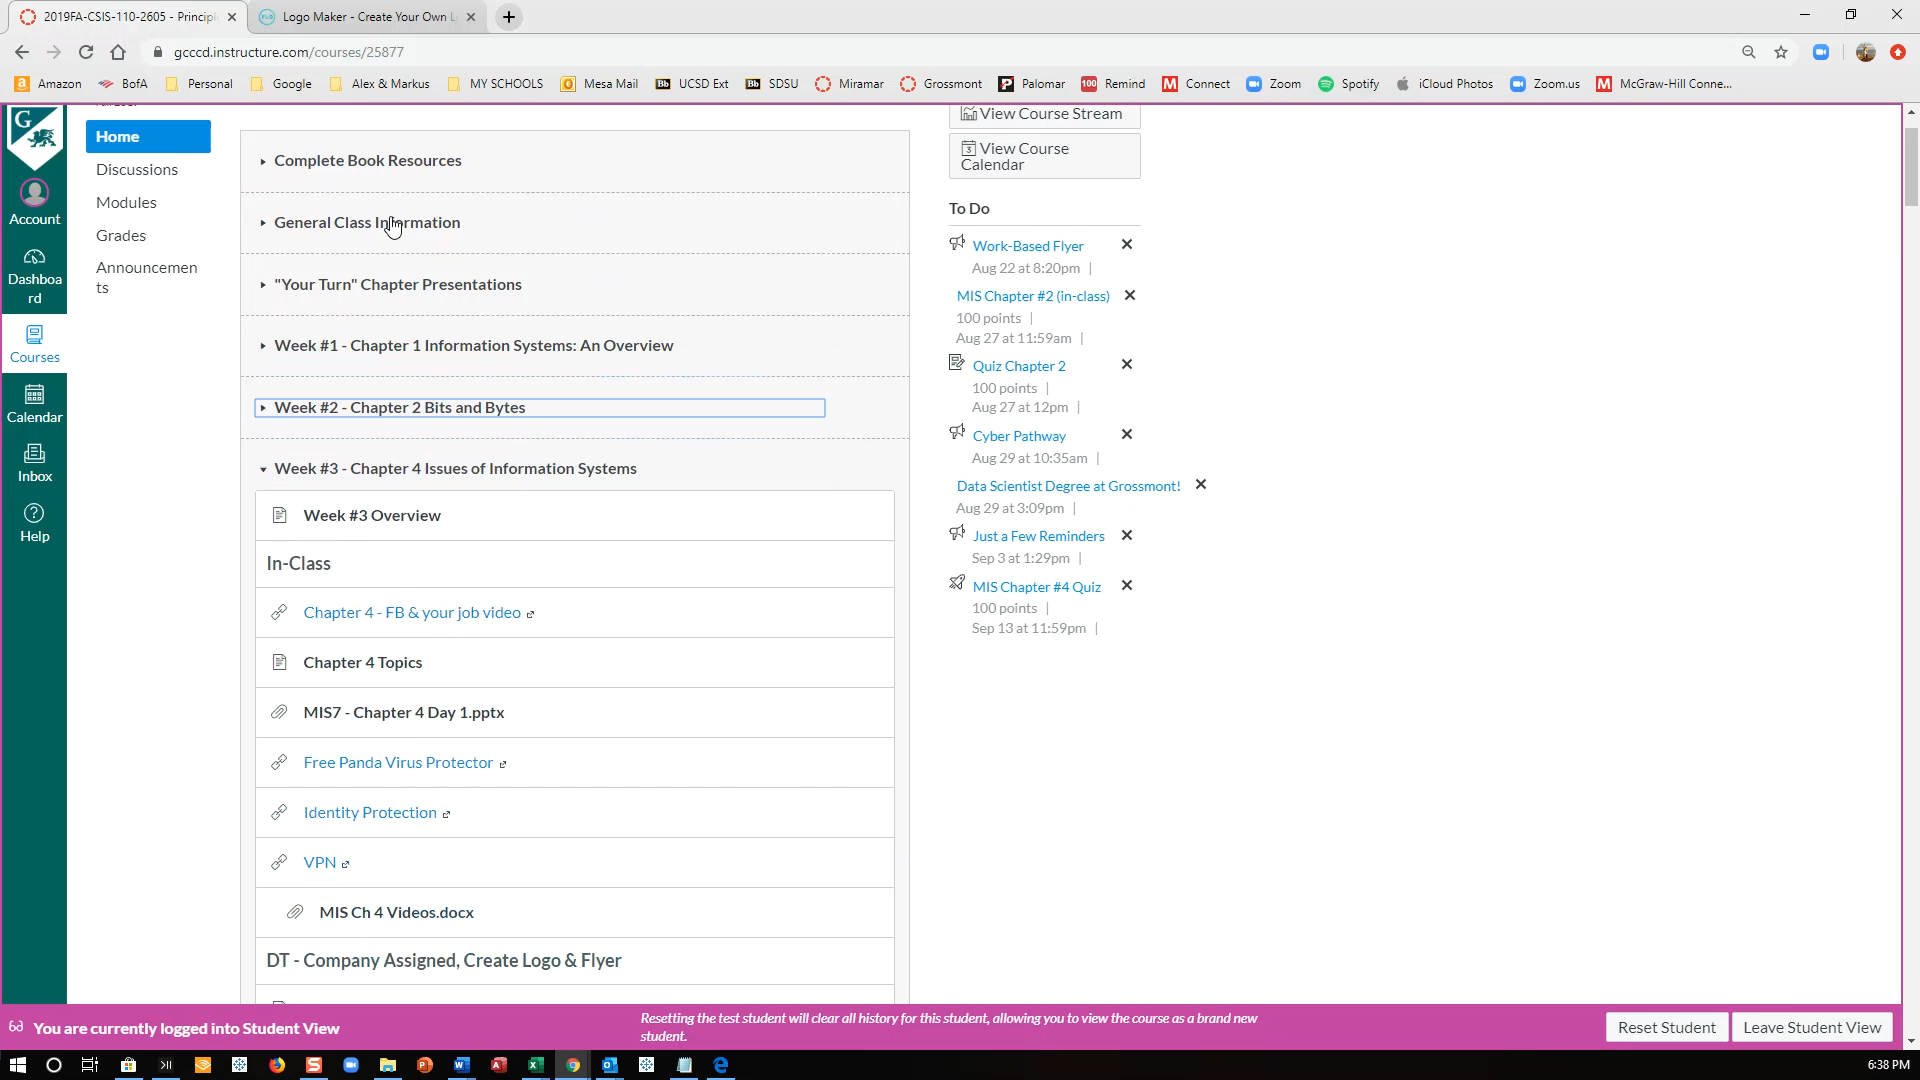 2019FA-CSIS-110-2605 - Principl
Logo Maker - Create Your Own L
gcccd.instructure.com/courses/25877
Amazon BofA Personal Google Alex & Markus MY SCHOOLS Mesa Mail UCSD Ext SDSU Miramar Grossmont Palomar Remind Connect Zoom Spotify iCloud Photos Zoom.us McGraw-Hill Conne...
Account
Dashboa
rd
Courses
Calendar
Inbox
Help
Home
Discussions
Modules
Grades
Announcemen
ts
Complete Book Resources
General Class Information
"Your Turn" Chapter Presentations
Week #1 - Chapter 1 Information Systems: An Overview
Week #2 - Chapter 2 Bits and Bytes
Week #3 - Chapter 4 Issues of Information Systems
Week #3 Overview
In-Class
Chapter 4 - FB & your job video
Chapter 4 Topics
MIS7 - Chapter 4 Day 1.pptx
Free Panda Virus Protector
Identity Protection
VPN
MIS Ch 4 Videos.docx
DT - Company Assigned, Create Logo & Flyer
View Course Stream
View Course
Calendar
To Do
Work-Based Flyer
Aug 22 at 8:20pm |
MIS Chapter #2 (in-class)
100 points |
Aug 27 at 11:59am |
Quiz Chapter 2
100 points |
Aug 27 at 12pm |
Cyber Pathway
Aug 29 at 10:35am |
Data Scientist Degree at Grossmont!
Aug 29 at 3:09pm |
Just a Few Reminders
Sep 3 at 1:29pm |
MIS Chapter #4 Quiz
100 points |
Sep 13 at 11:59pm |
You are currently logged into Student View
Resetting the test student will clear all history for this student, allowing you to view the course as a brand new
student.
Reset Student
Leave Student View
6:38 PM